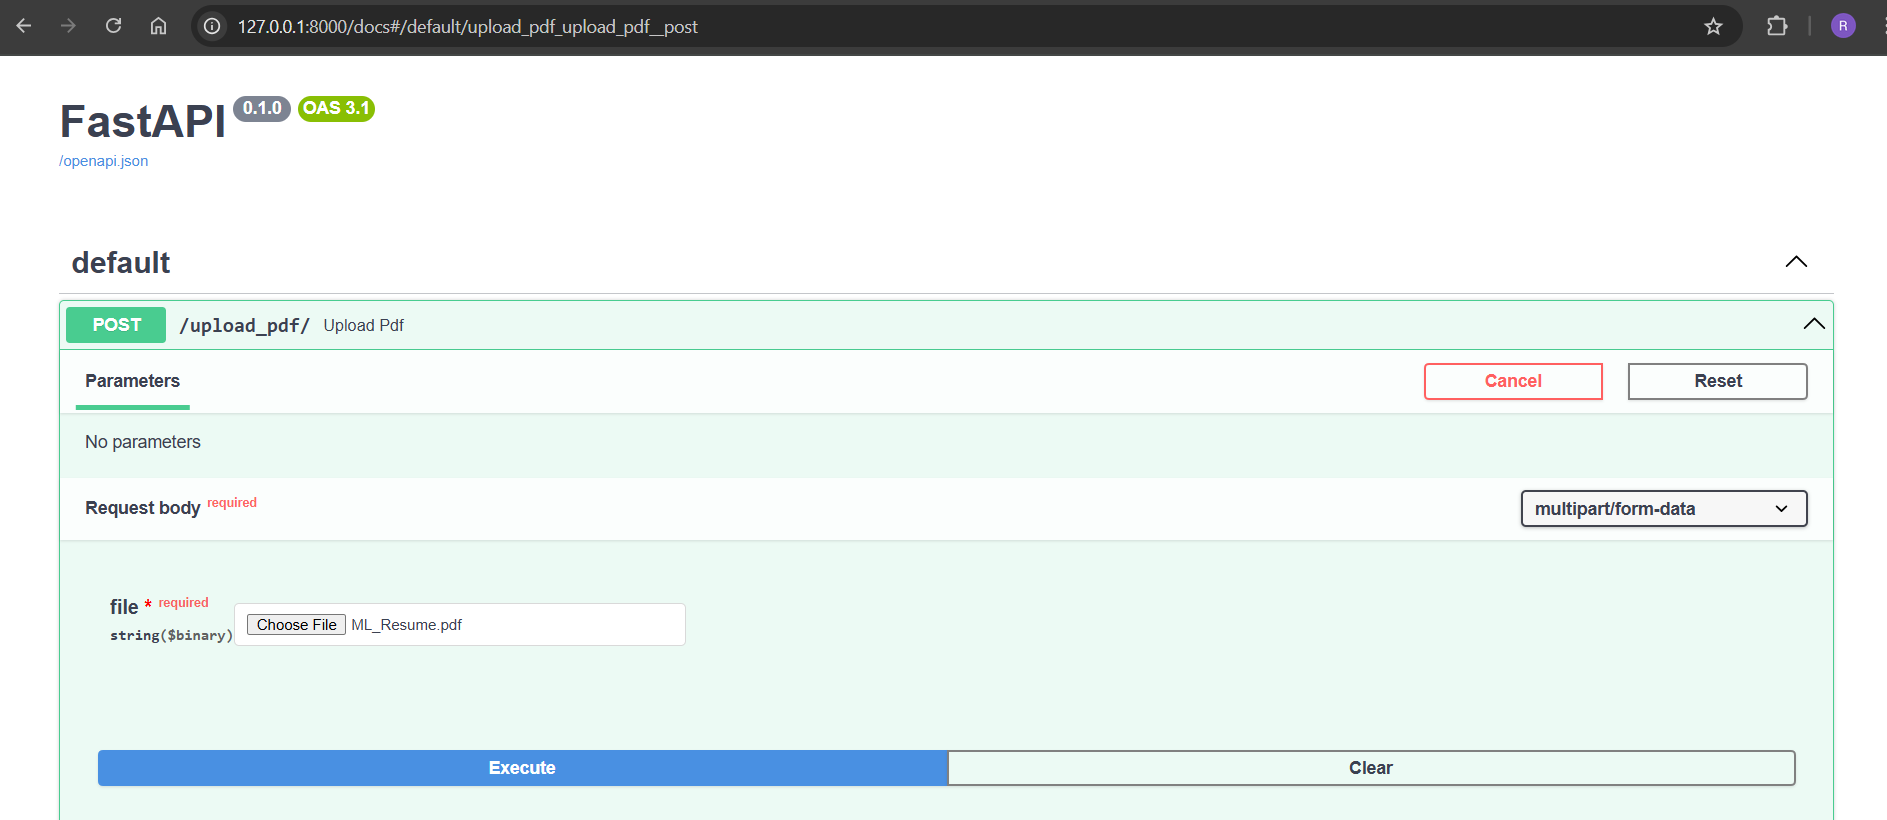 127.0.0.1:8000/docs#/default/upload_pdf_upload_pdf__post
R
FastAPI 0.1.0 OAS 3.1
/openapi.json
default
POST /upload_pdf/ Upload Pdf
Parameters
Cancel Reset
No parameters
Request body required
multipart/form-data
file * required
string($binary)
Choose File ML_Resume.pdf
Execute Clear